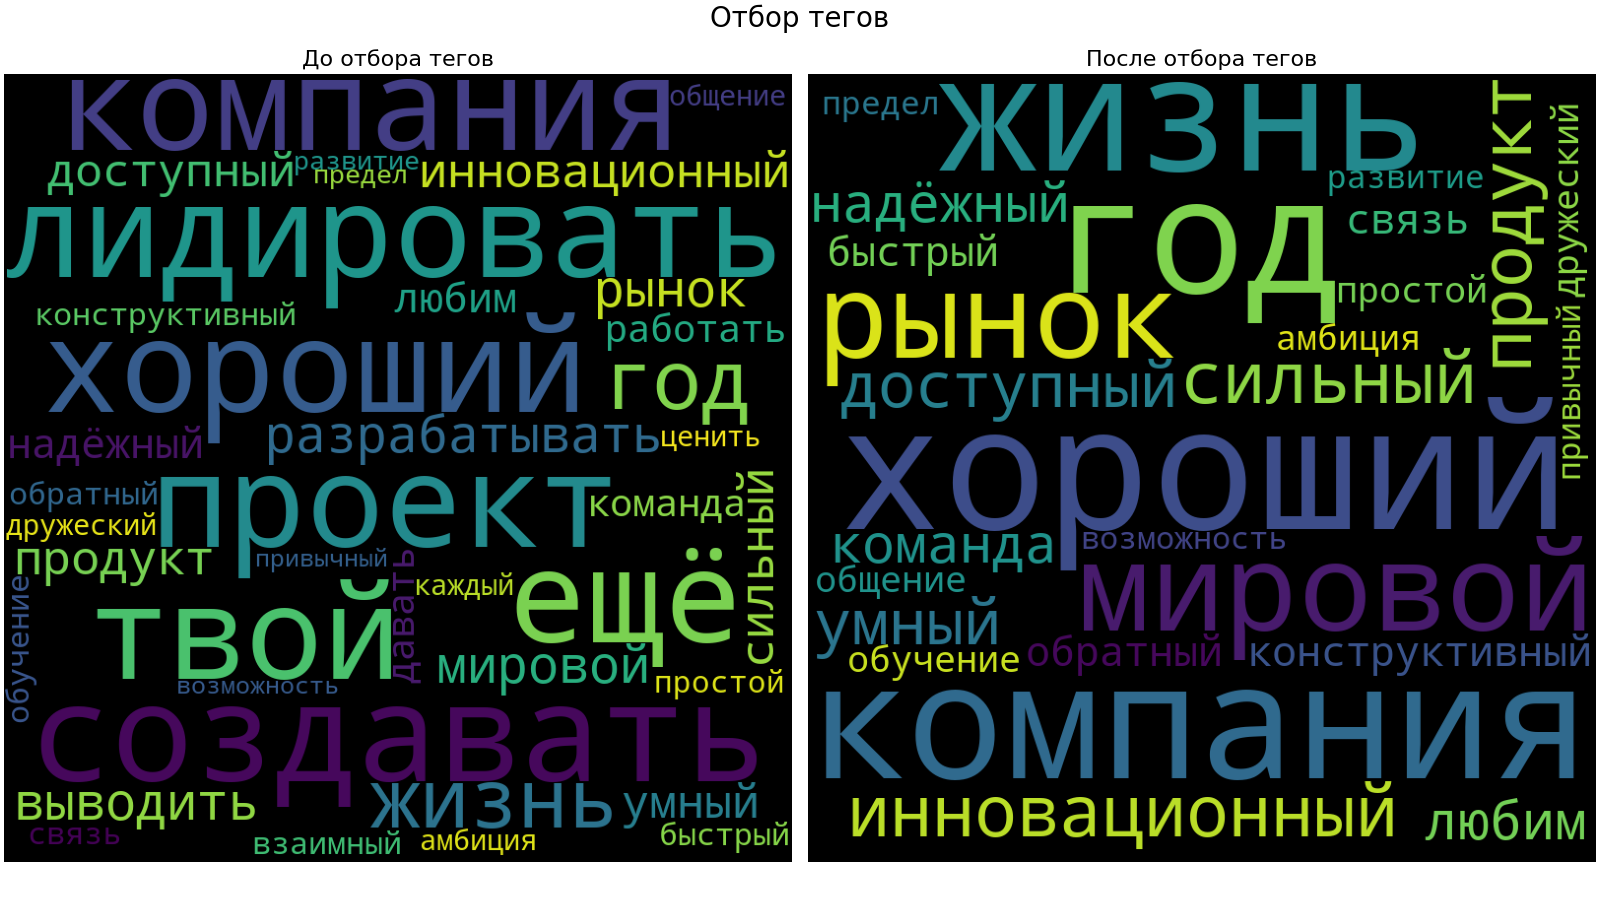 Отбор тегов
До отбора тегов
компания
общение
доступный
развитие
предел
инновационный
лидировать
любим
рынок
конструктивный
работать
хороший
год
надёжный
разрабатывать
ценить
обратный
проект
команда
дружеский
сильный
продукт
привычный
давать
каждый
ещё
обучение
твой
мировой
возможность
простой
создавать
выводить
жизнь
умный
связь
взаимный
амбиция
быстрый
После отбора тегов
предел
жизнь
продукт
дружеский
развитие
надёжный
год
связь
быстрый
простой
рынок
амбиция
привычный
доступный
сильный
хороший
команда
возможность
общение
мировой
умный
обучение
обратный
конструктивный
компания
инновационный
любим